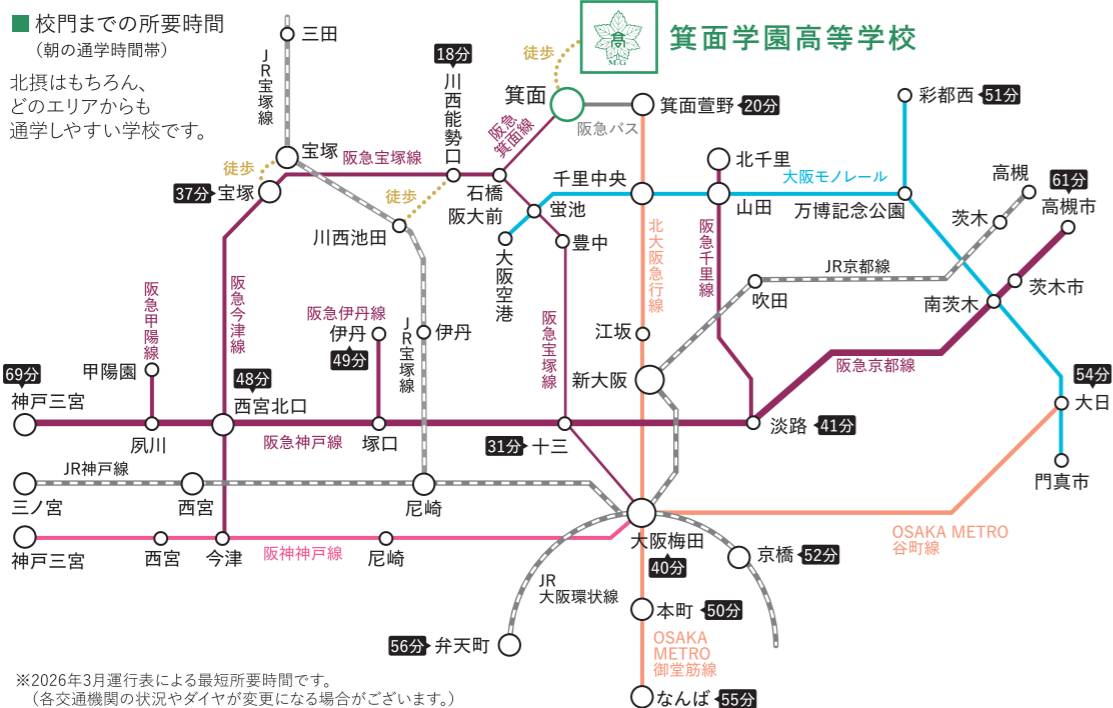 ■ 校門までの所要時間
（朝の通学時間帯）
北摂はもちろん、
どのエリアからも
通学しやすい学校です。
髙
M.G
箕面学園高等学校
徒歩
三田
JR宝塚線
18分
川西能勢口
箕面
阪急バス
箕面萱野
20分
彩都西
51分
阪急
箕面線
宝塚
阪急宝塚線
徒歩
37分
宝塚
徒歩
石橋
阪大前
千里中央
北千里
大阪モノレール
高槻
61分
高槻市
川西池田
蛍池
山田
万博記念公園
茨木
大阪空港
豊中
北大阪急行線
阪急千里線
JR京都線
吹田
茨木市
南茨木
阪急甲陽線
阪急今津線
阪急伊丹線
伊丹
49分
JR宝塚線
伊丹
阪急宝塚線
江坂
新大阪
阪急京都線
69分
神戸三宮
甲陽園
48分
西宮北口
54分
大日
夙川
阪急神戸線
塚口
31分
十三
淡路
41分
JR神戸線
三ノ宮
西宮
尼崎
門真市
神戸三宮
西宮
今津
阪神神戸線
尼崎
大阪梅田
40分
OSAKA METRO
谷町線
京橋
52分
JR
大阪環状線
本町
50分
56分
弁天町
OSAKA
METRO
御堂筋線
なんば
55分
※2026年3月運行表による最短所要時間です。
（各交通機関の状況やダイヤが変更になる場合がございます。）